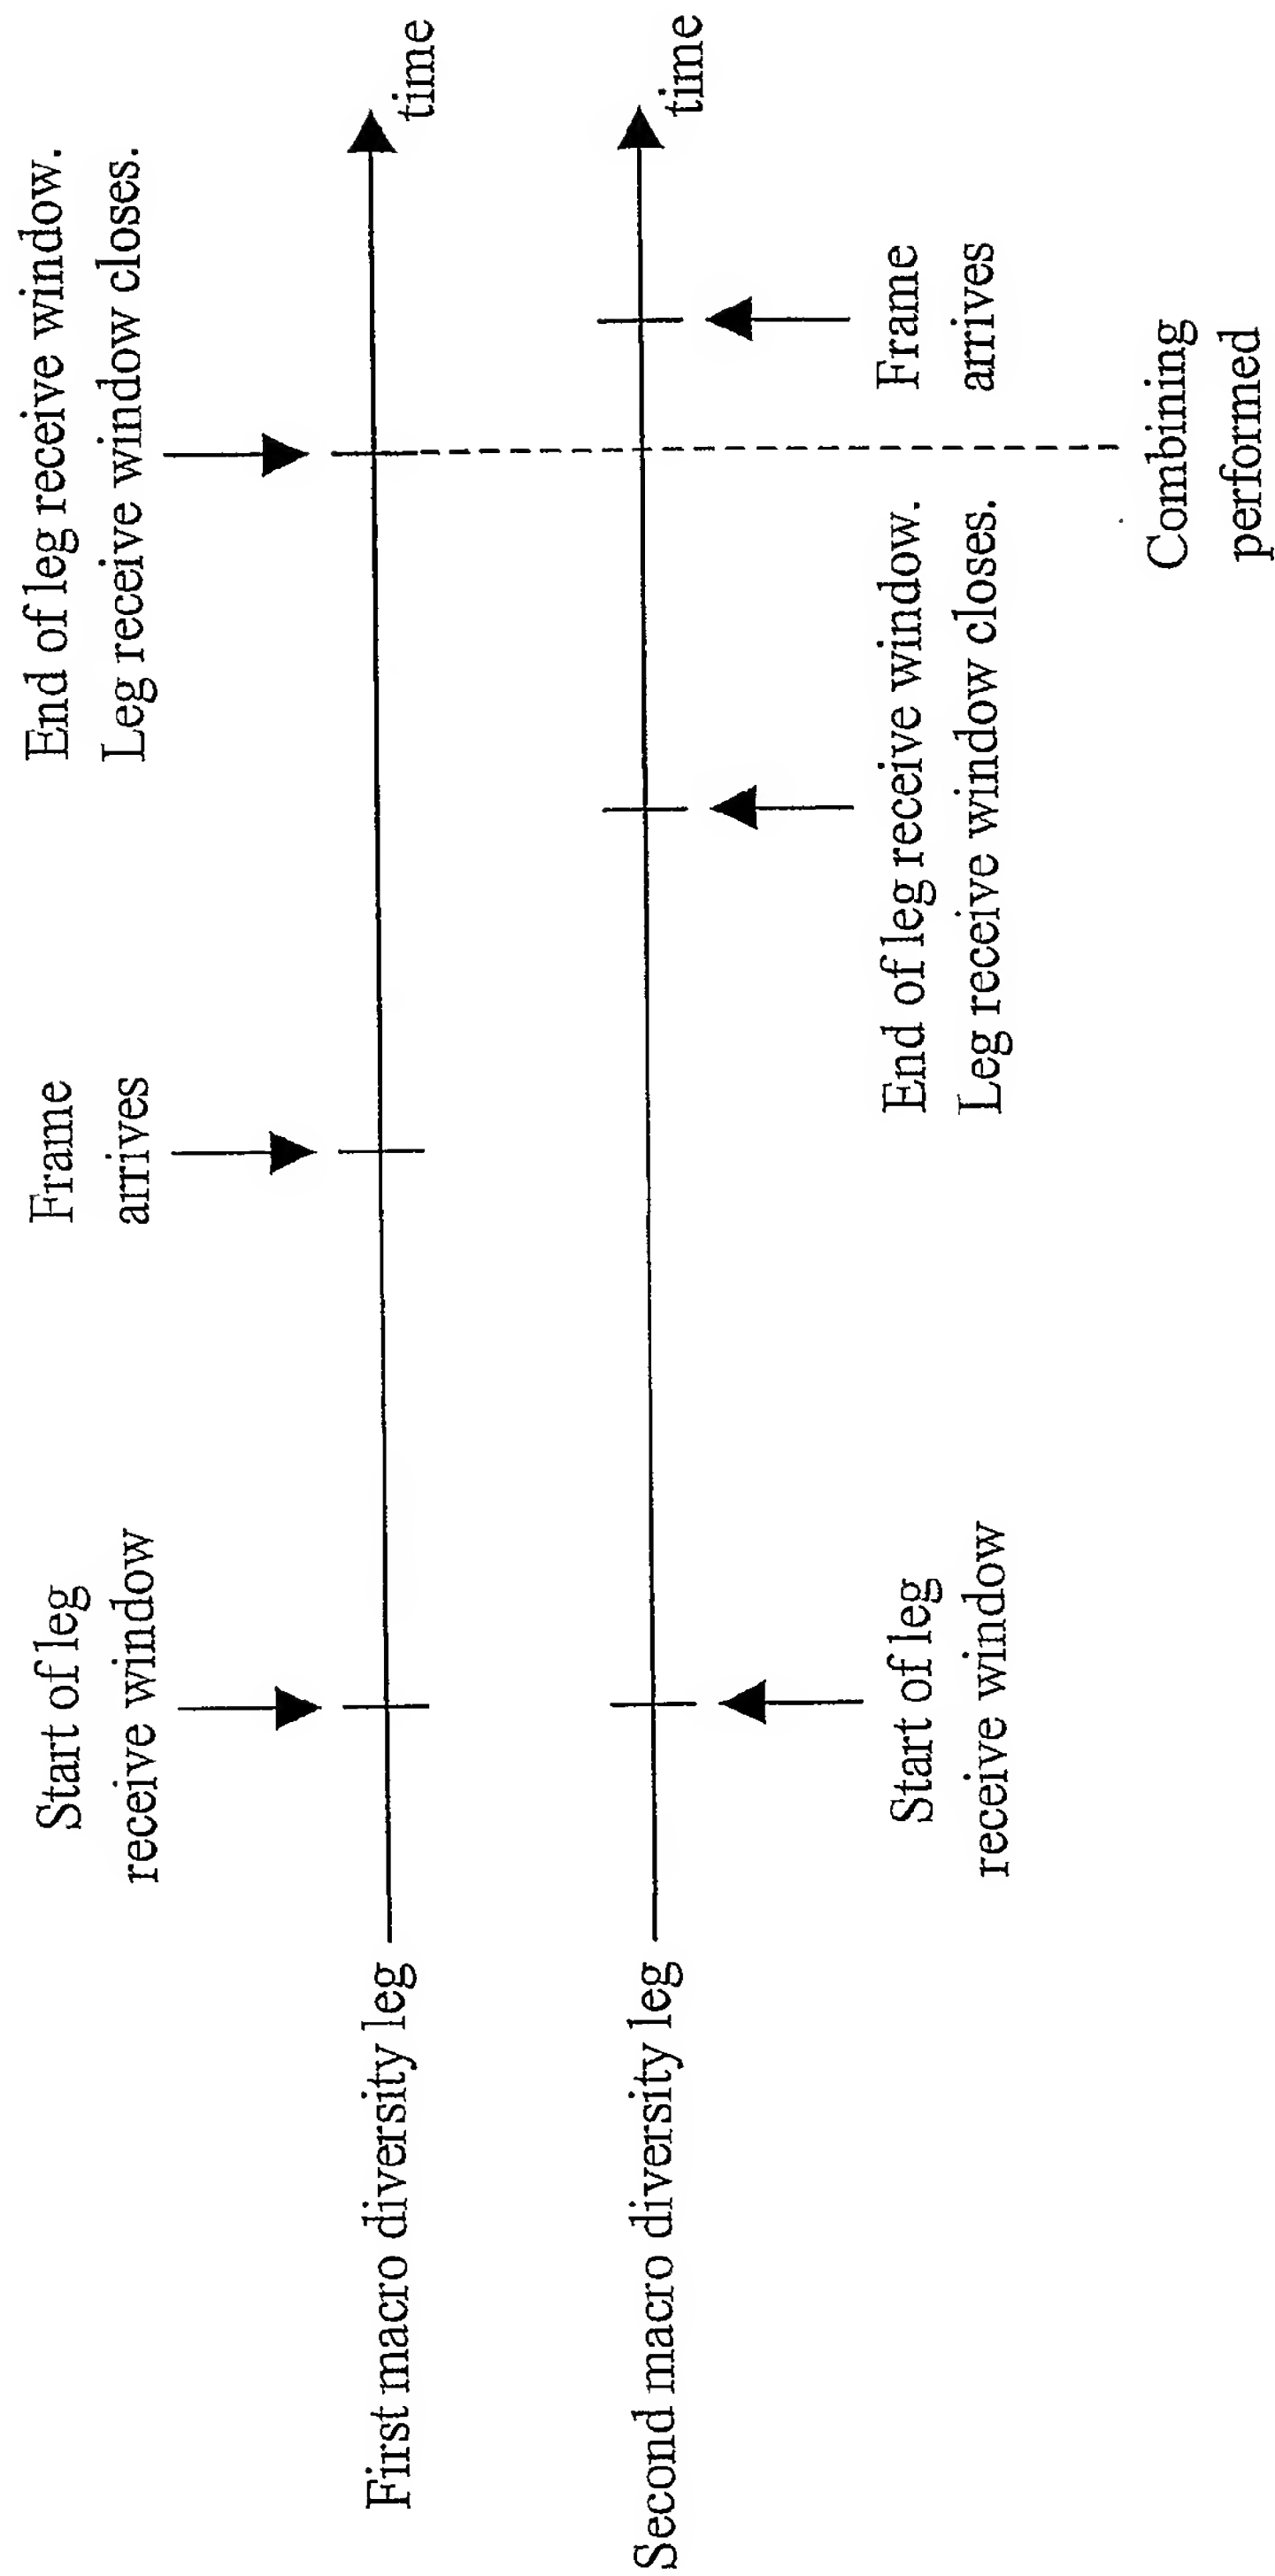 Start of leg
receive window
Frame
arrives
End of leg receive window.
Leg receive window closes.
First macro diversity leg
time
Second macro diversity leg
time
Start of leg
receive window
End of leg receive window.
Leg receive window closes.
Frame
arrives
Combining
performed